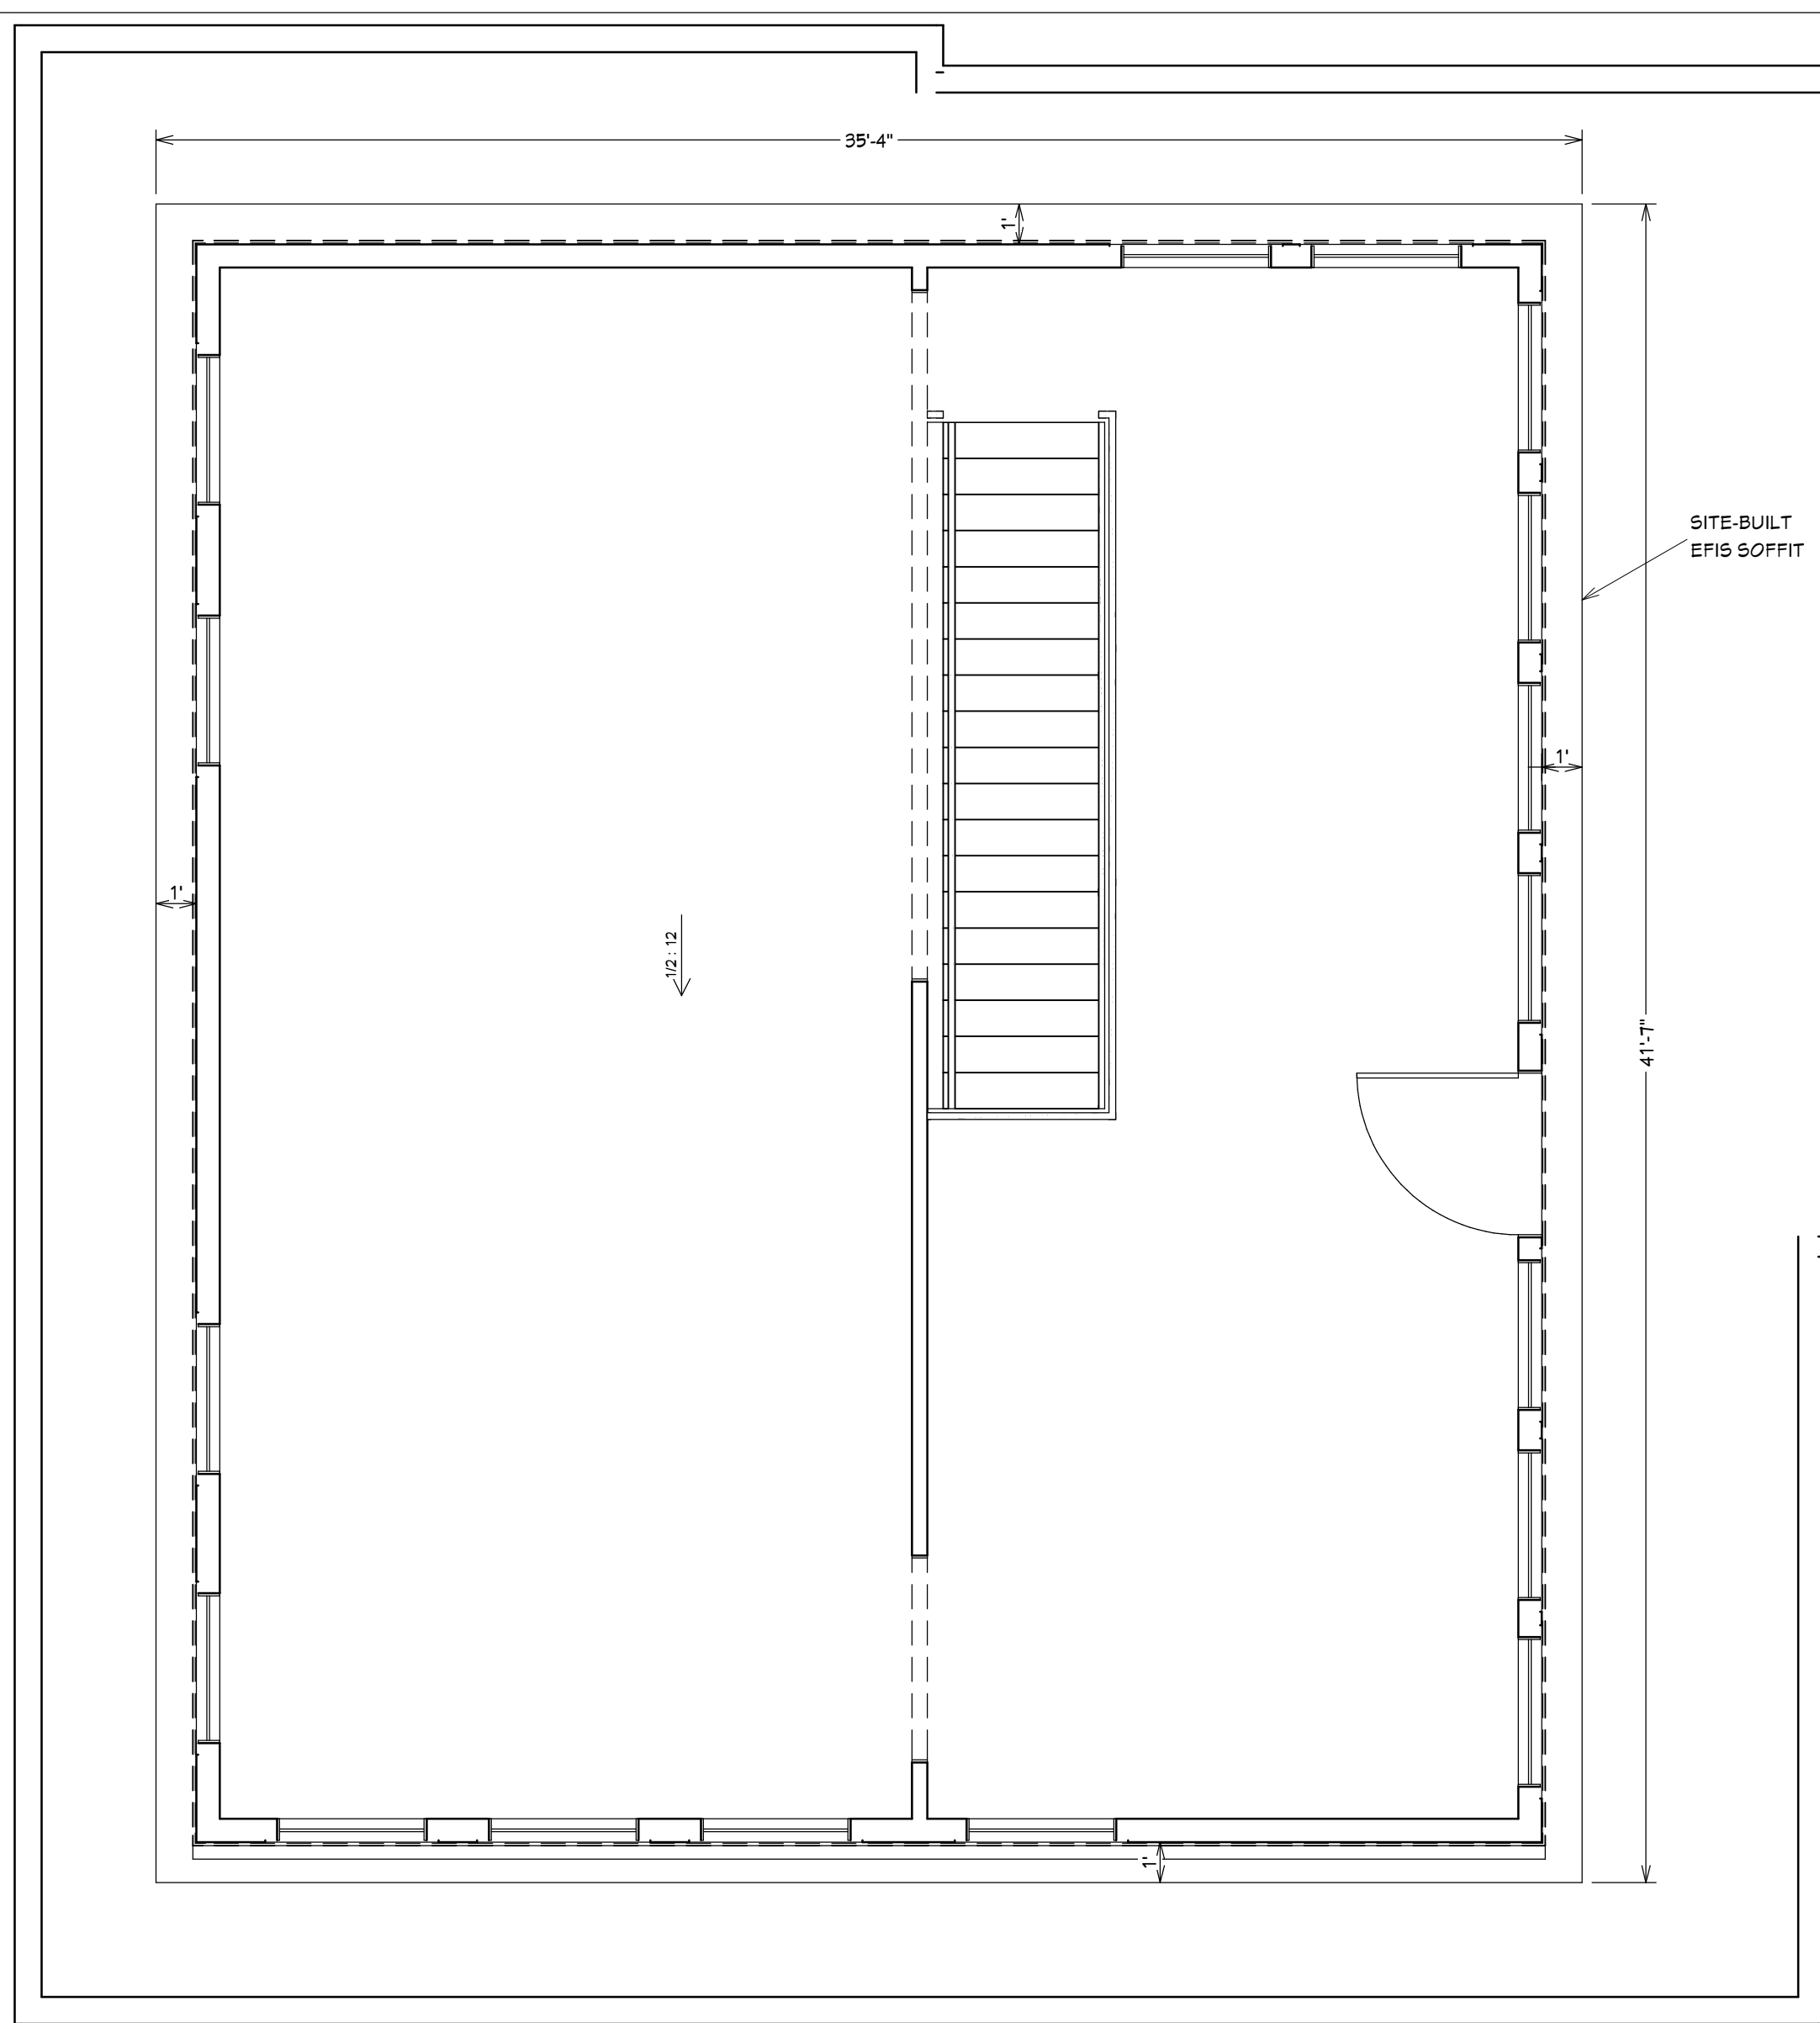 35'-4"
1'
SITE-BUILT
EFIS SOFFIT
1'
1'
1/2 : 12
41'-7"
1'